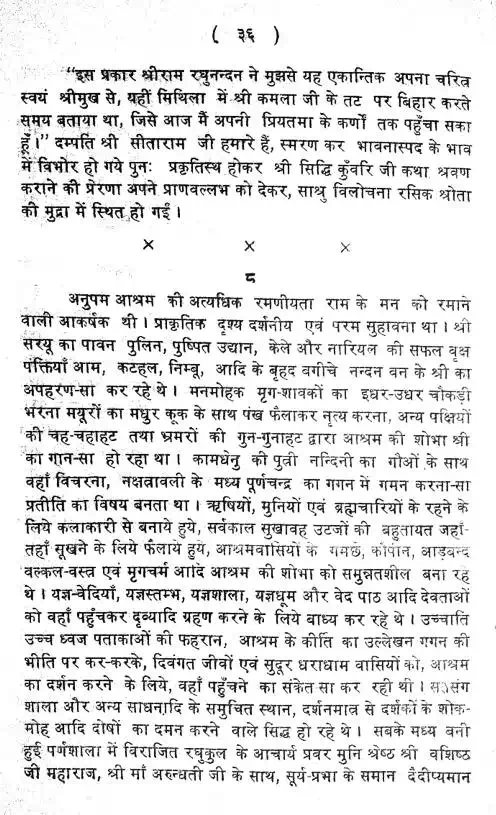 ( ३६ )
"इस प्रकार श्रीराम रघुनन्दन ने मुझसे यह एकान्तिक अपना चरित्र
स्वयं श्रीमुख से, यहीं मिथिला में श्री कमला जी के तट पर बिहार करते
समय बताया था, जिसे आज मैं अपनी प्रियतमा के कर्णों तक पहुँचा सका
हूँ।" दम्पति श्री सीताराम जी हमारे हैं, स्मरण कर भावनास्पद के भाव
में विभोर हो गये पुनः प्रकृतिस्थ होकर श्री सिद्धि कुँवरि जी कथा श्रवण
कराने की प्रेरणा अपने प्राणवल्लभ को देकर, साश्रु विलोचना रसिक श्रोता
की मुद्रा में स्थित हो गईं।
× × ×
८
अनुपम आश्रम की अत्यधिक रमणीयता राम के मन को रमाने
वाली आकर्षक थी। प्राकृतिक दृश्य दर्शनीय एवं परम सुहावना था। श्री
सरयू का पावन पुलिन, पुष्पित उद्यान, केले और नारियल की सफल वृक्ष
पंक्तियाँ आम, कटहल, निम्बु, आदि के बृहद बगीचे नन्दन वन के श्री का
अपहरण-सा कर रहे थे। मनमोहक मृग-शावकों का इधर-उधर चौकड़ी
भरना मयूरों का मधुर कूक के साथ पंख फैलाकर नृत्य करना, अन्य पक्षियों
की चह-चहाहट तथा भ्रमरों की गुन-गुनाहट द्वारा आश्रम की शोभा श्री
का गान-सा हो रहा था। कामधेनु की पुत्री नन्दिनी का गौओं के साथ
वहाँ विचरना, नक्षत्रावली के मध्य पूर्णचन्द्र का गगन में गमन करना-सा
प्रतीति का विषय बनता था। ऋषियों, मुनियों एवं ब्रह्मचारियों के रहने के
लिये कलाकारी से बनाये हुये, सर्वकाल सुखावह उटजों की बहुतायत जहाँ-
तहाँ सूखने के लिये फैलाये हुये, आश्रमवासियों के गमछे, कौपीन, आड़बन्द
वल्कल-वस्त्र एवं मृगचर्म आदि आश्रम की शोभा को समुन्नतशील बना रहे
थे। यज्ञ-वेदियाँ, यज्ञस्तम्भ, यज्ञशाला, यज्ञधूम और वेद पाठ आदि देवताओं
को वहाँ पहुँचकर दृव्यादि ग्रहण करने के लिये बाध्य कर रहे थे। उच्चाति
उच्च ध्वज पताकाओं की फहरान, आश्रम के कीर्ति का उल्लेखन गगन की
भीति पर कर-करके, दिवंगत जीवों एवं सुदूर धराधाम वासियों को, आश्रम
का दर्शन करने के लिये, वहाँ पहुँचने का संकेत सा कर रही थी। सत्संग
शाला और अन्य साधनादि के समुचित स्थान, दर्शनमात्र से दर्शकों के शोक-
मोह आदि दोषों का दमन करने वाले सिद्ध हो रहे थे। सबके मध्य बनी
हुई पर्णशाला में विराजित रघुकुल के आचार्य प्रवर मुनि श्रेष्ठ श्री वशिष्ठ
जी महाराज, श्री माँ अरुन्धती जी के साथ, सूर्य-प्रभा के समान दैदीप्यमान